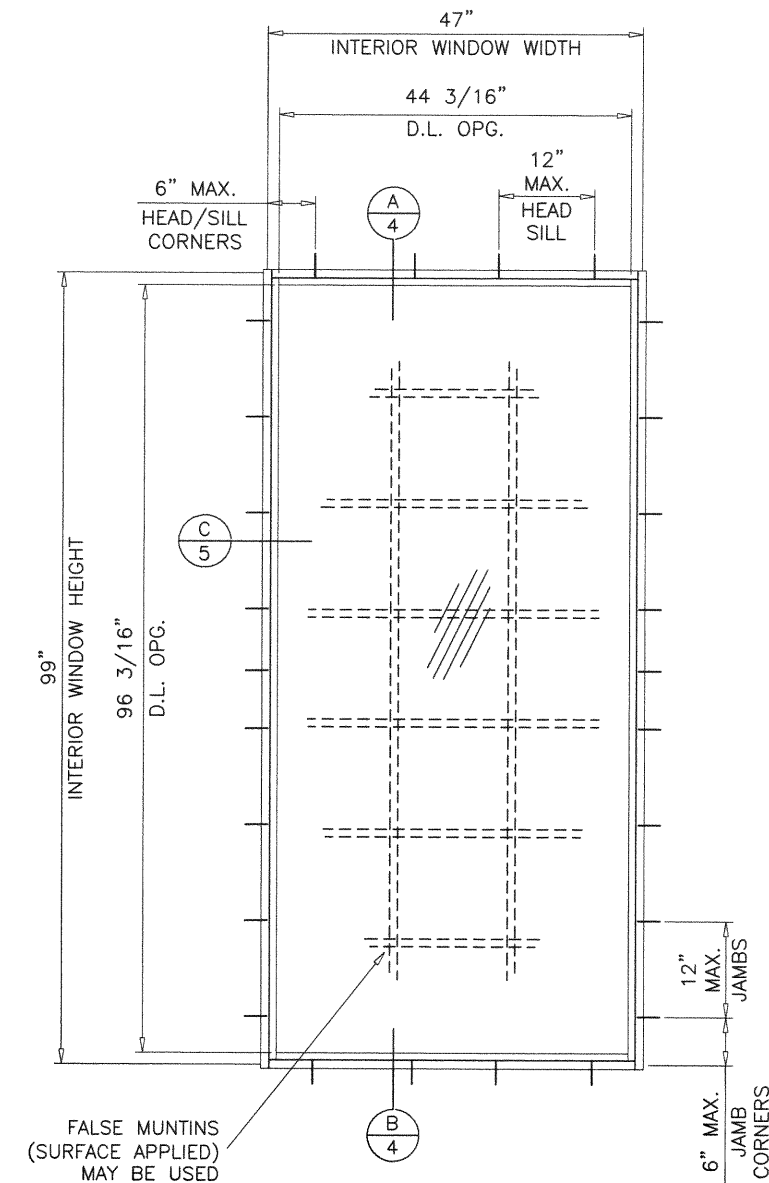 47"
INTERIOR WINDOW WIDTH
44 3/16"
D.L. OPG.
6" MAX.
HEAD/SILL
CORNERS
A
4
12"
MAX.
HEAD
SILL
99"
INTERIOR WINDOW HEIGHT
96 3/16"
D.L. OPG.
C
5
12"
MAX.
JAMBS
6" MAX.
JAMB
CORNERS
B
4
FALSE MUNTINS
(SURFACE APPLIED)
MAY BE USED